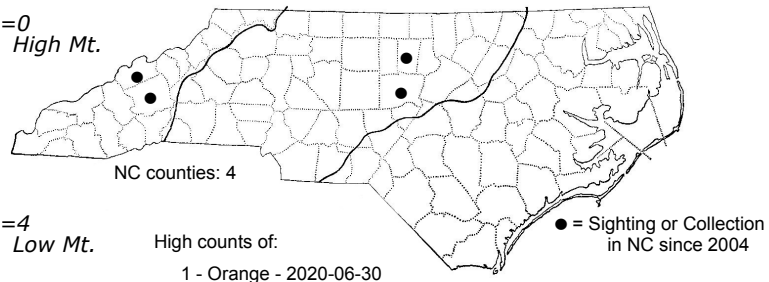 =0
High Mt.
NC counties: 4
=4
Low Mt.
High counts of:
1 - Orange - 2020-06-30
● = Sighting or Collection
in NC since 2004